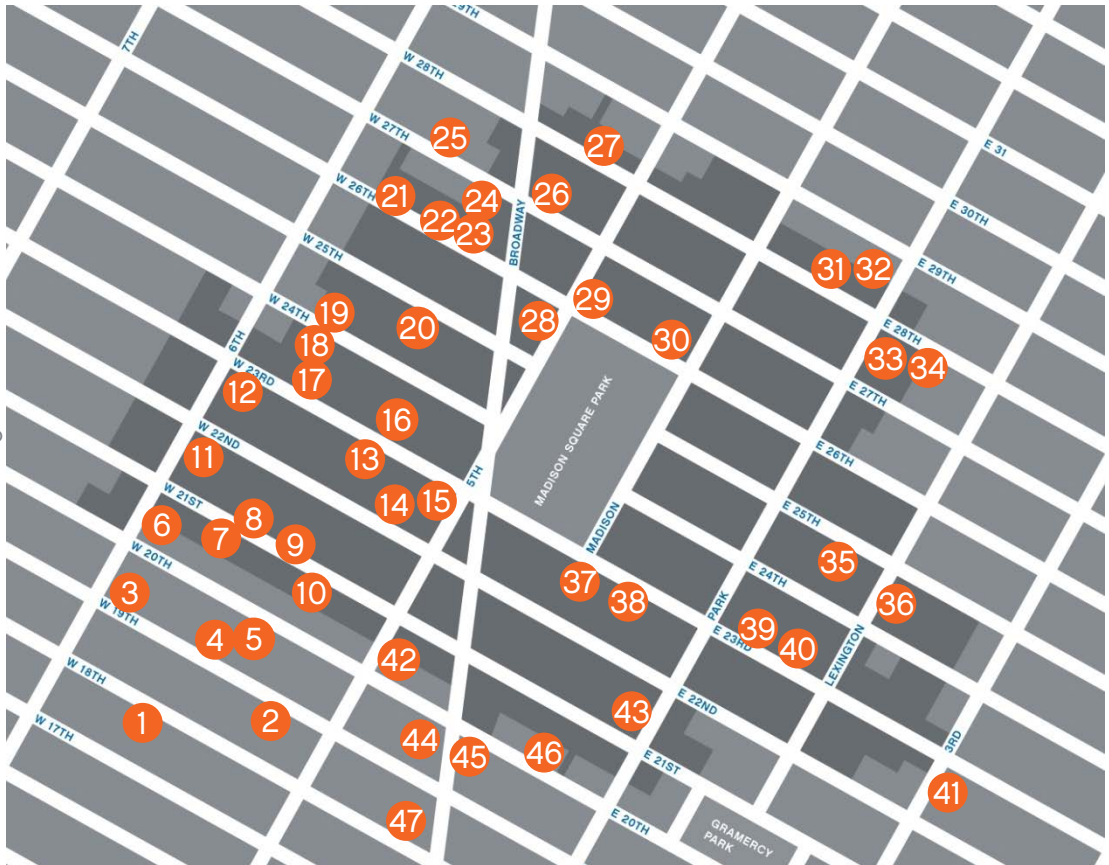 29TH
7TH
W 28TH
25
27
W 27TH
E 31
W 26TH
21
24
26
22
23
BROADWAY
E 30TH
W 25TH
31
32
E 29TH
W 24TH
19
20
28
29
30
18
E 28TH
6TH
W 23RD
17
33
34
12
E 27TH
16
MADISON SQUARE PARK
W 22ND
11
13
E 26TH
5TH
14
15
W 21ST
8
6
7
9
MADISON
E 25TH
W 20TH
10
35
3
37
38
E 24TH
36
W 19TH
4
5
PARK
39
E 23RD
40
42
LEXINGTON
W 18TH
E 22ND
1
2
43
W 17TH
44
45
46
3RD
E 21ST
41
47
E 20TH
GRAMERCY
PARK